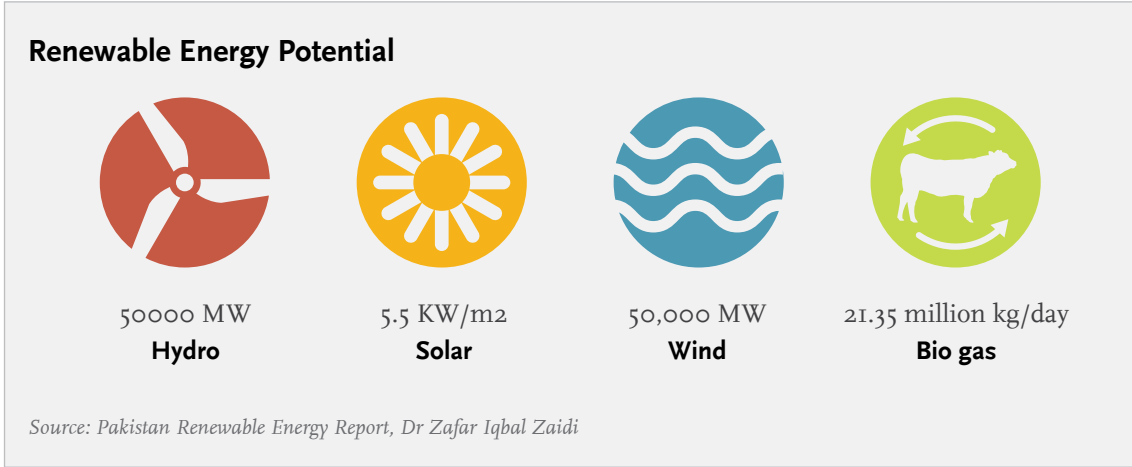 Renewable Energy Potential
50000 MW
Hydro
5.5 KW/m2
Solar
50,000 MW
Wind
21.35 million kg/day
Bio gas
Source: Pakistan Renewable Energy Report, Dr Zafar Iqbal Zaidi